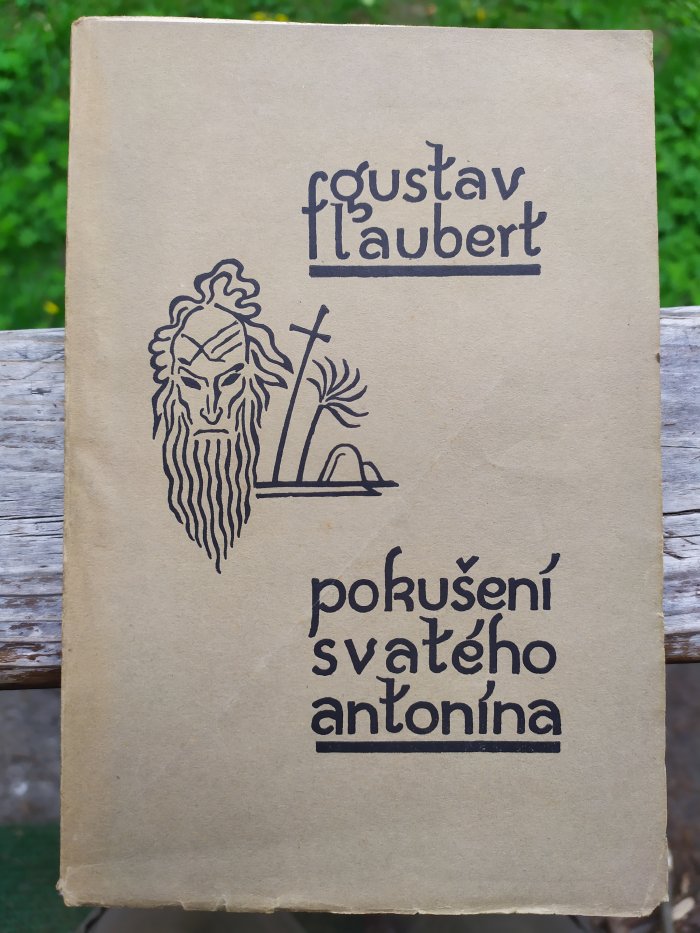 gustav
flaubert
pokušení
svatého
antonína